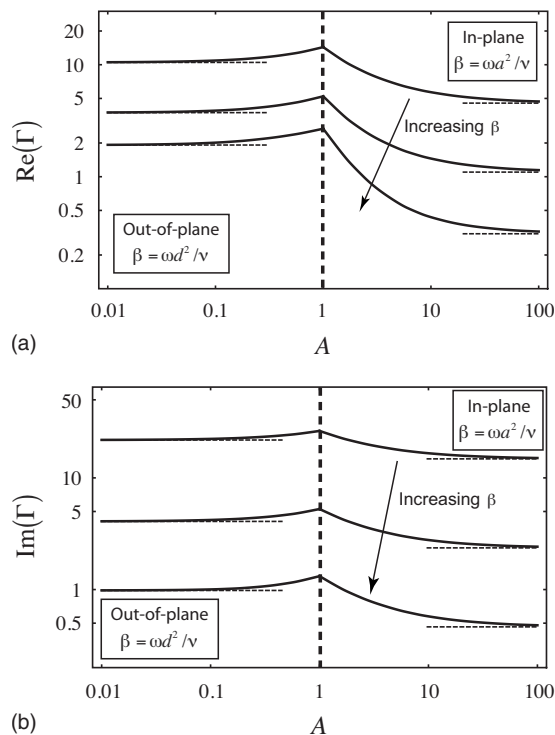 20
10
5
2
1
0.5
0.2
Re(Γ)
In-plane
β = ωa²/ν
Increasing β
Out-of-plane
β = ωd²/ν
0.01 0.1 1 10 100
(a)
A
50
10
5
1
0.5
Im(Γ)
In-plane
β = ωa²/ν
Increasing β
Out-of-plane
β = ωd²/ν
0.01 0.1 1 10 100
(b)
A